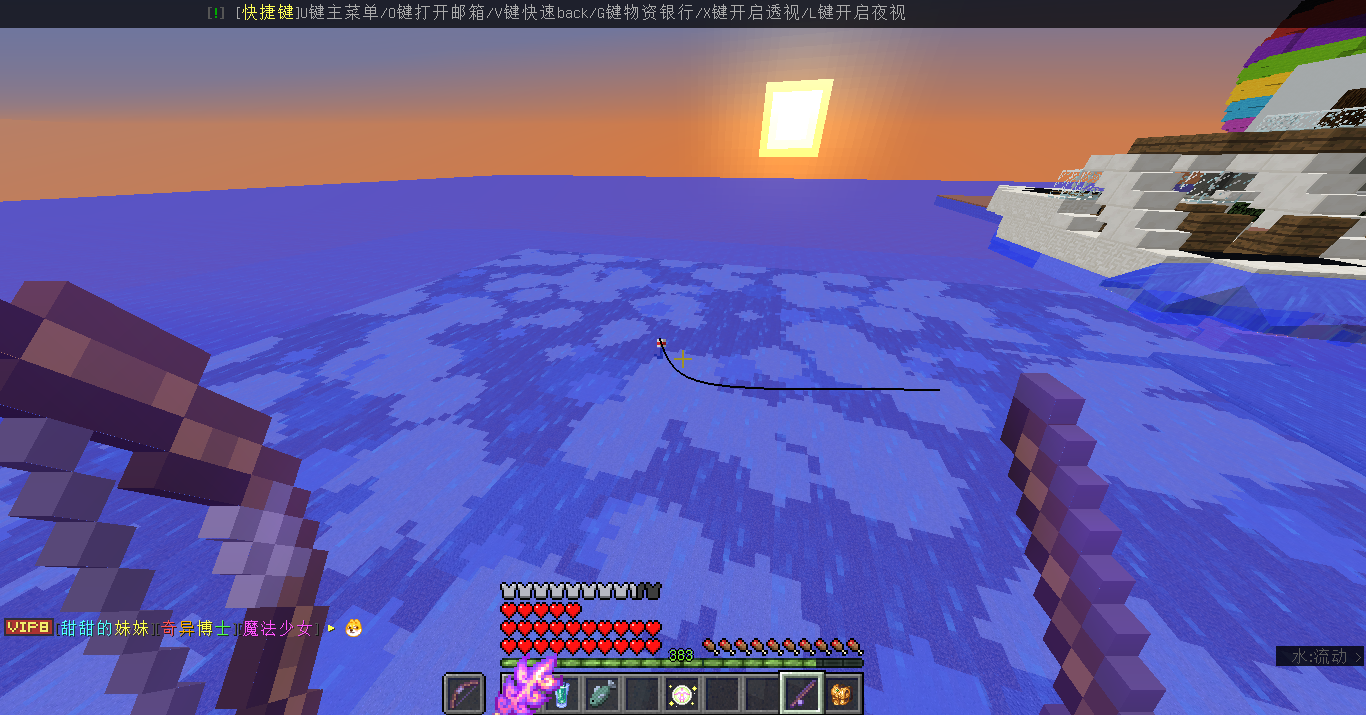 [!] [快捷键]U键主菜单/O键打开邮箱/V键快速back/G键物资银行/X键开启透视/L键开启夜视
VIP8 [甜甜的妹妹][奇异博士][魔法少女] ▸
水:流动 >
383